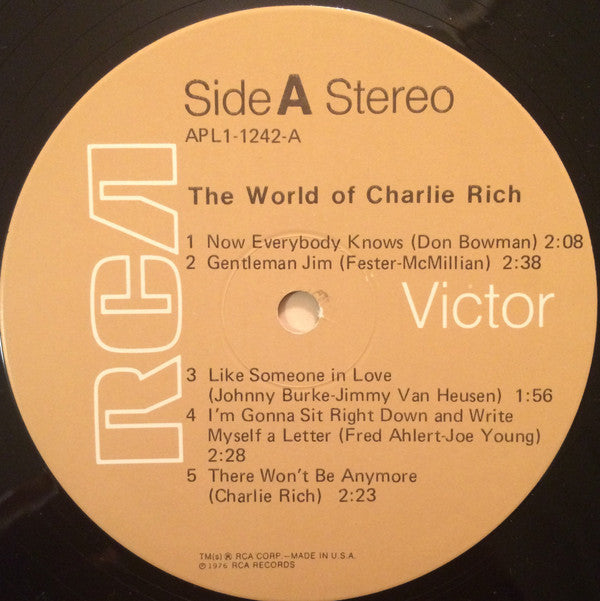 Side A Stereo
APL1-1242-A
The World of Charlie Rich
1 Now Everybody Knows (Don Bowman) 2:08
2 Gentleman Jim (Fester-McMillian) 2:38
RCA
Victor
3 Like Someone in Love
(Johnny Burke-Jimmy Van Heusen) 1:56
4 I'm Gonna Sit Right Down and Write
Myself a Letter (Fred Ahlert-Joe Young)
2:28
5 There Won't Be Anymore
(Charlie Rich) 2:23
TM(s) ® RCA CORP.—MADE IN U.S.A.
℗1976 RCA RECORDS